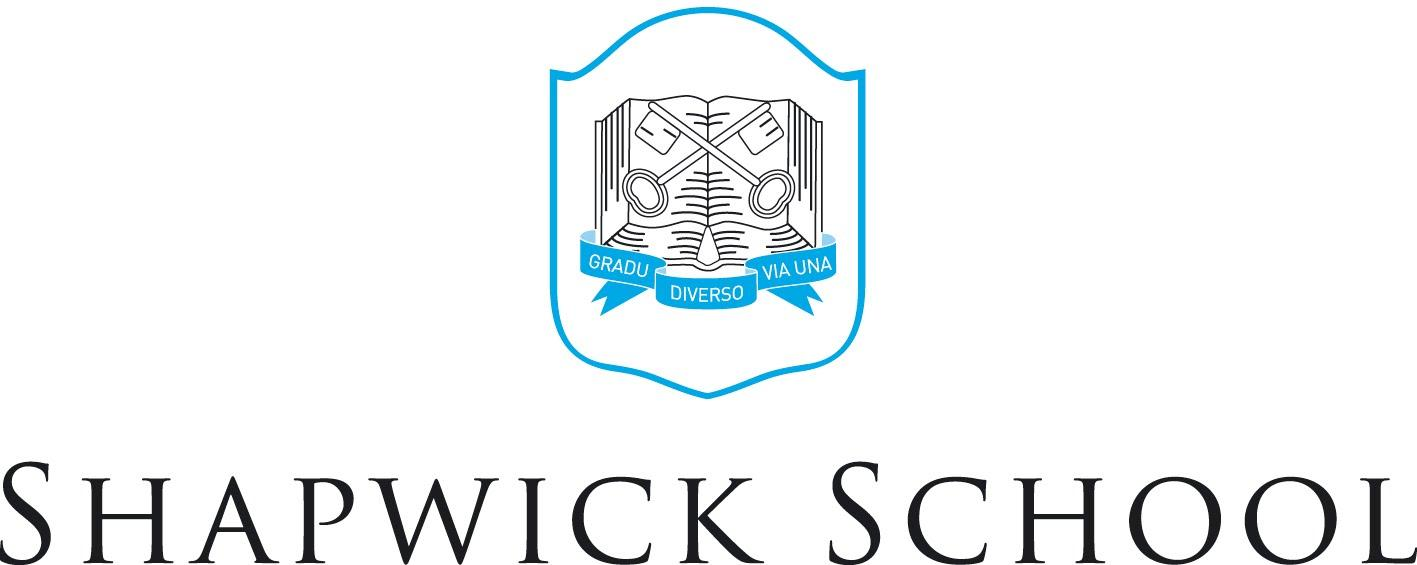 GRADU
DIVERSO
VIA UNA
SHAPWICK SCHOOL